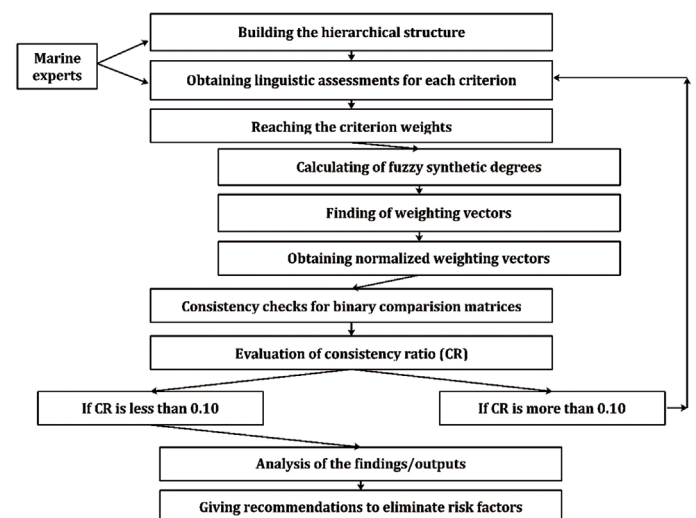 Building the hierarchical structure
Marine
experts
Obtaining linguistic assessments for each criterion
Reaching the criterion weights
Calculating of fuzzy synthetic degrees
Finding of weighting vectors
Obtaining normalized weighting vectors
Consistency checks for binary comparision matrices
Evaluation of consistency ratio (CR)
If CR is less than 0.10
If CR is more than 0.10
Analysis of the findings/outputs
Giving recommendations to eliminate risk factors